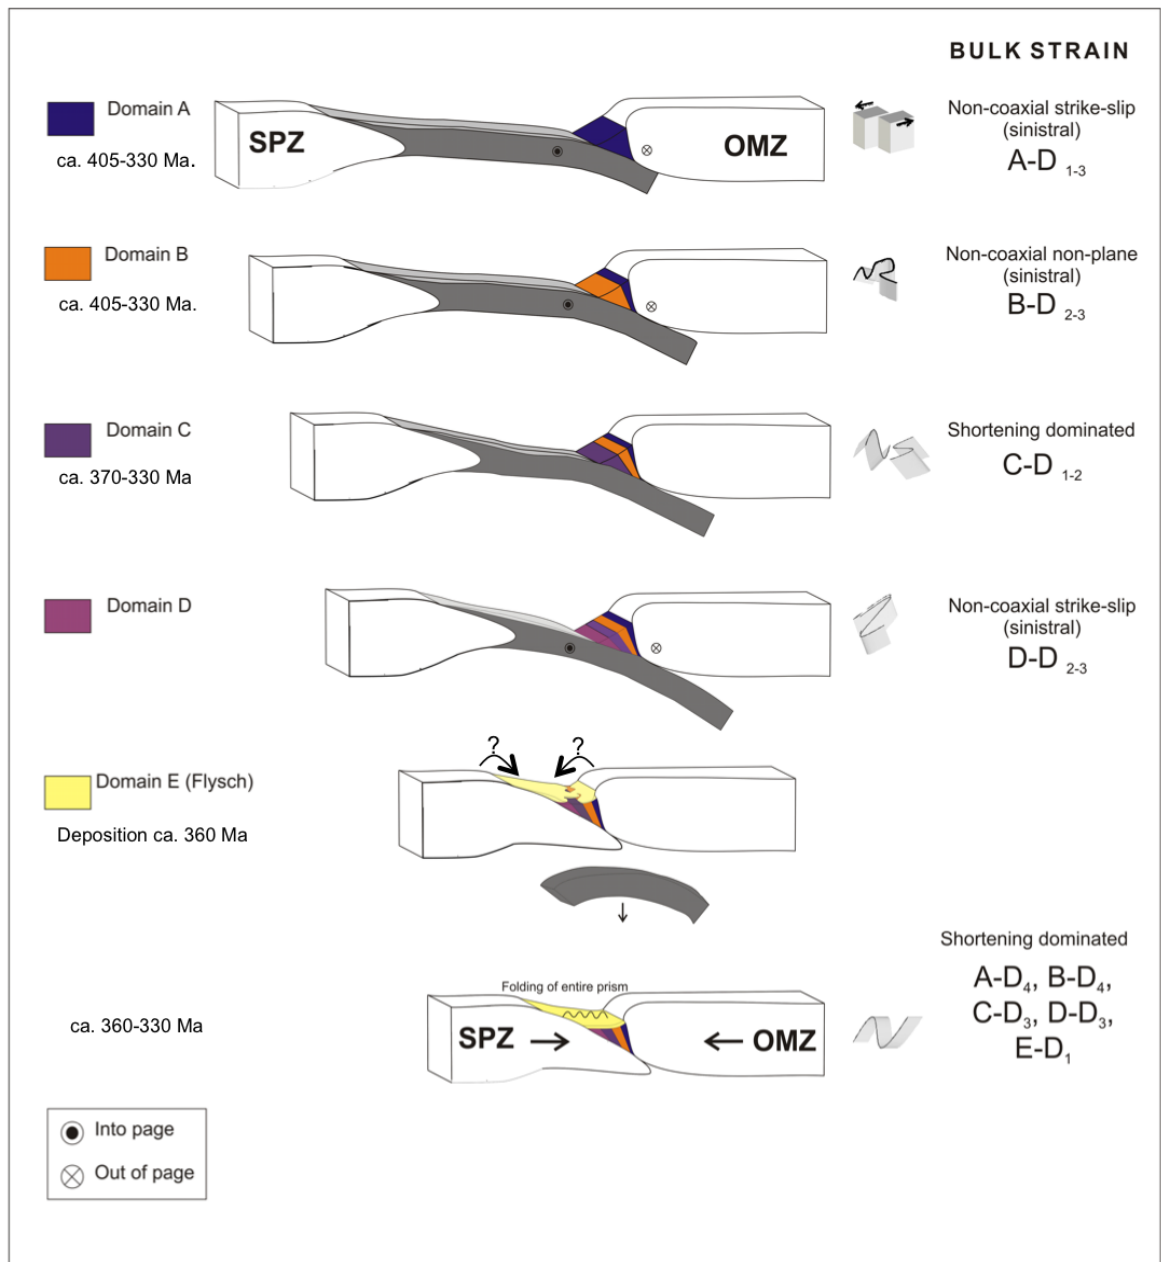 BULK STRAIN
Domain A
ca. 405-330 Ma.
SPZ
OMZ
Non-coaxial strike-slip
(sinistral)
A-D 1-3
Domain B
ca. 405-330 Ma.
Non-coaxial non-plane
(sinistral)
B-D 2-3
Domain C
ca. 370-330 Ma
Shortening dominated
C-D 1-2
Domain D
Non-coaxial strike-slip
(sinistral)
D-D 2-3
? ?
Domain E (Flysch)
Deposition ca. 360 Ma
Folding of entire prism
ca. 360-330 Ma
SPZ
OMZ
Shortening dominated
A-D4, B-D4,
C-D3, D-D3,
E-D1
Into page
Out of page